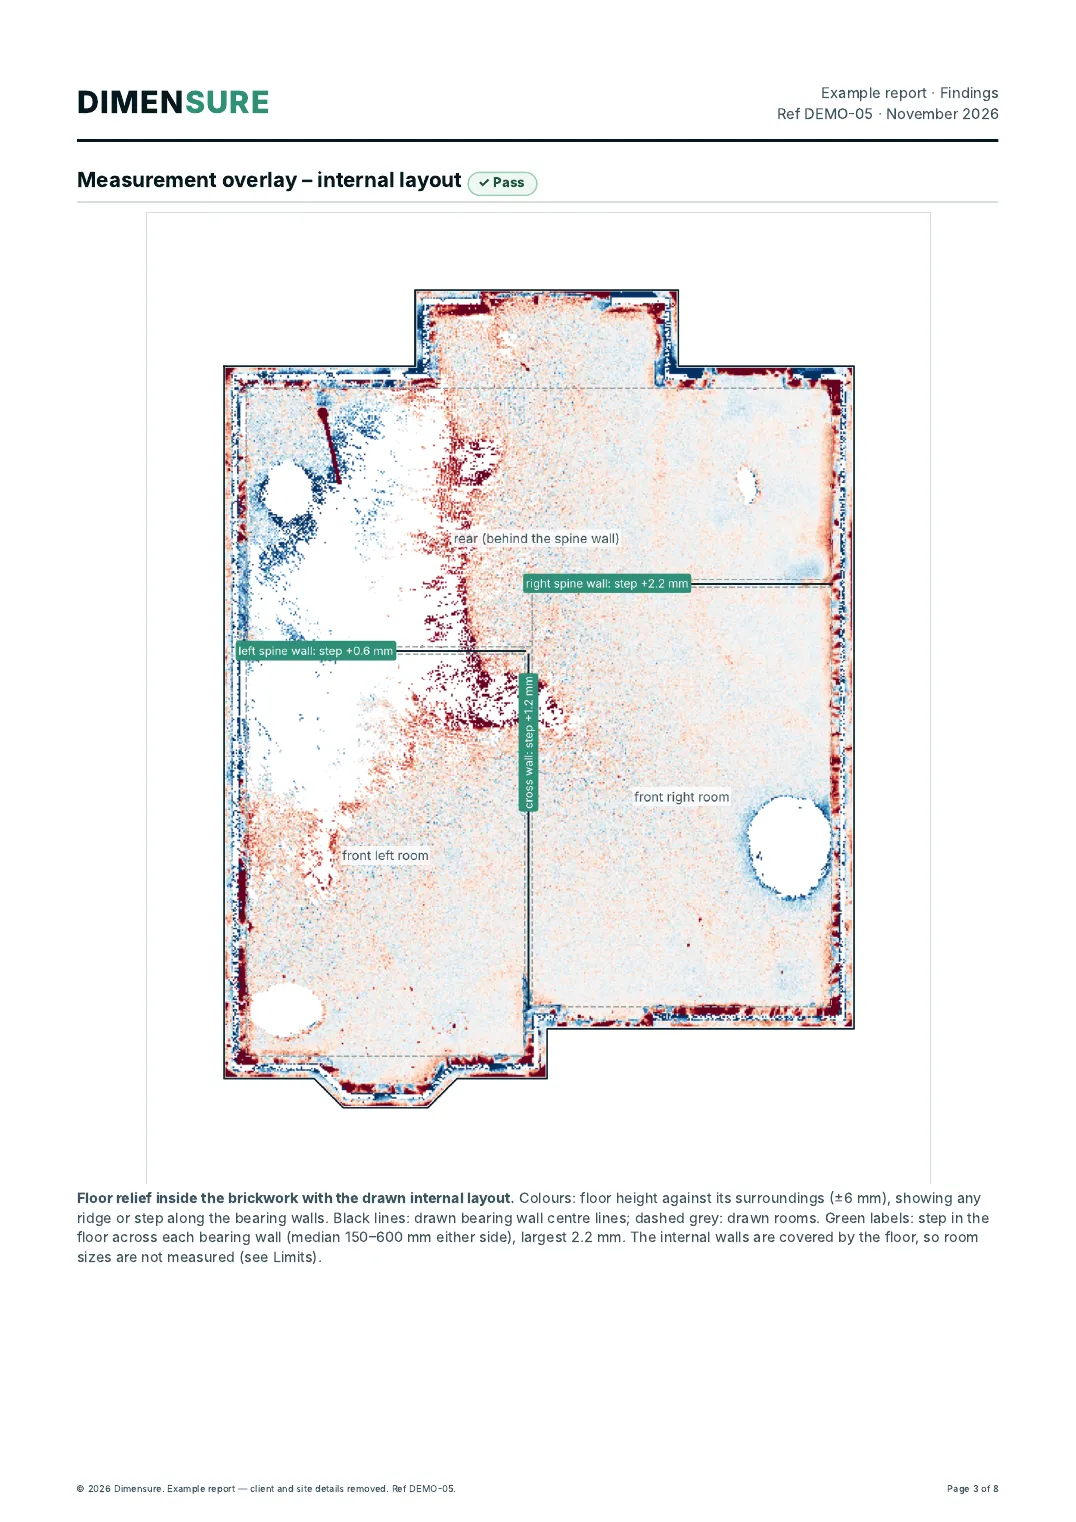 DIMENSURE
Example report · Findings
Ref DEMO-05 · November 2026
Measurement overlay – internal layout ✓ Pass
rear (behind the spine wall)
right spine wall: step +2.2 mm
left spine wall: step +0.6 mm
cross wall: step +1.2 mm
front right room
front left room
Floor relief inside the brickwork with the drawn internal layout. Colours: floor height against its surroundings (±6 mm), showing any
ridge or step along the bearing walls. Black lines: drawn bearing wall centre lines; dashed grey: drawn rooms. Green labels: step in the
floor across each bearing wall (median 150–600 mm either side), largest 2.2 mm. The internal walls are covered by the floor, so room
sizes are not measured (see Limits).
© 2026 Dimensure. Example report — client and site details removed. Ref DEMO-05.
Page 3 of 8